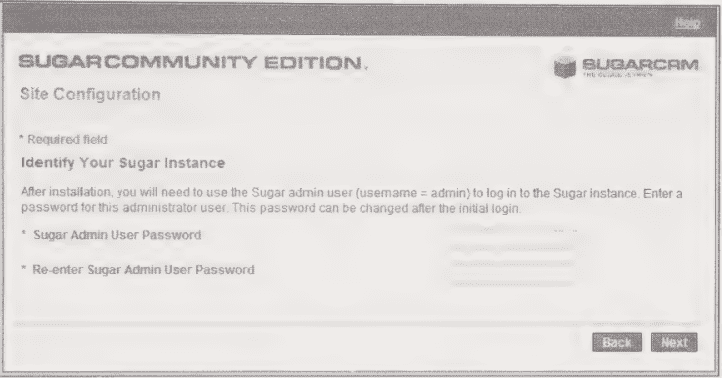 Help
SUGARCOMMUNITY EDITION.
SUGARCRM
Site Configuration
* Required field
Identify Your Sugar Instance
After installation, you will need to use the Sugar admin user (username = admin) to log in to the Sugar instance. Enter a
password for this administrator user. This password can be changed after the initial login.
* Sugar Admin User Password
* Re-enter Sugar Admin User Password
Back Next